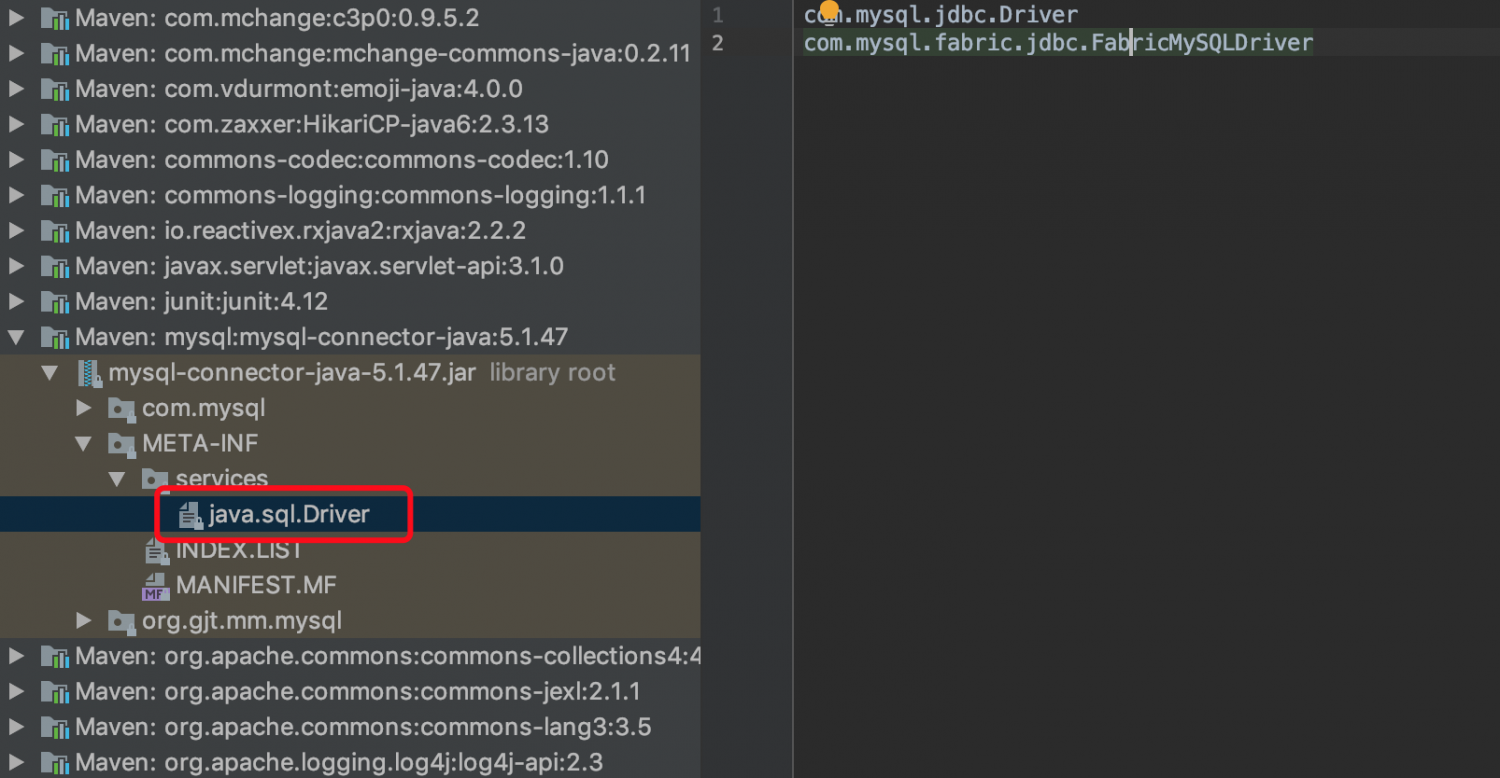 Maven: com.mchange:c3p0:0.9.5.2
Maven: com.mchange:mchange-commons-java:0.2.11
Maven: com.vdurmont:emoji-java:4.0.0
Maven: com.zaxxer:HikariCP-java6:2.3.13
Maven: commons-codec:commons-codec:1.10
Maven: commons-logging:commons-logging:1.1.1
Maven: io.reactivex.rxjava2:rxjava:2.2.2
Maven: javax.servlet:javax.servlet-api:3.1.0
Maven: junit:junit:4.12
Maven: mysql:mysql-connector-java:5.1.47
mysql-connector-java-5.1.47.jar library root
com.mysql
META-INF
services
java.sql.Driver
INDEX.LIST
MF MANIFEST.MF
org.gjt.mm.mysql
Maven: org.apache.commons:commons-collections4:4
Maven: org.apache.commons:commons-jexl:2.1.1
Maven: org.apache.commons:commons-lang3:3.5
Maven: org.apache.logging.log4j:log4j-api:2.3
1 com.mysql.jdbc.Driver
2 com.mysql.fabric.jdbc.FabricMySQLDriver